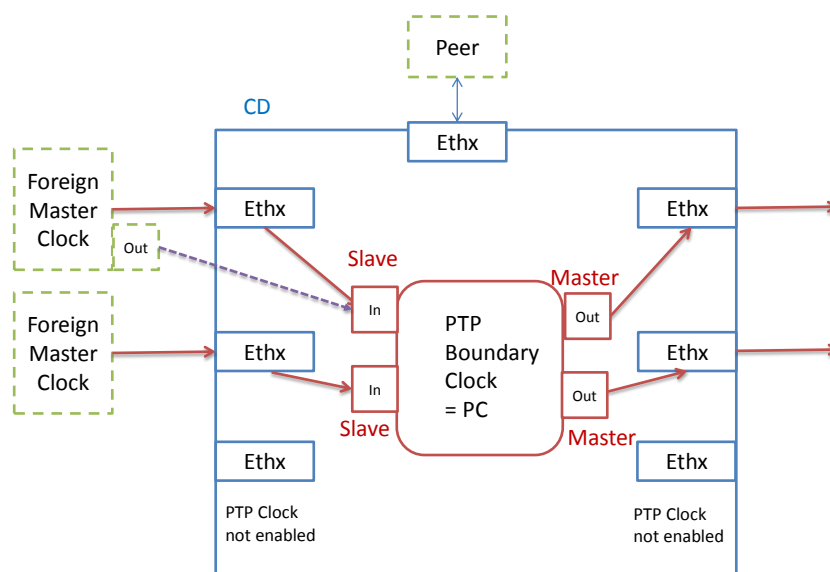 Peer
CD
Ethx
Foreign
Master
Clock
Out
Ethx
Ethx
Slave
Master
In
Out
Foreign
Master
Clock
Ethx
PTP
Boundary
Clock
= PC
Ethx
In
Out
Slave
Master
Ethx
Ethx
PTP Clock
not enabled
PTP Clock
not enabled